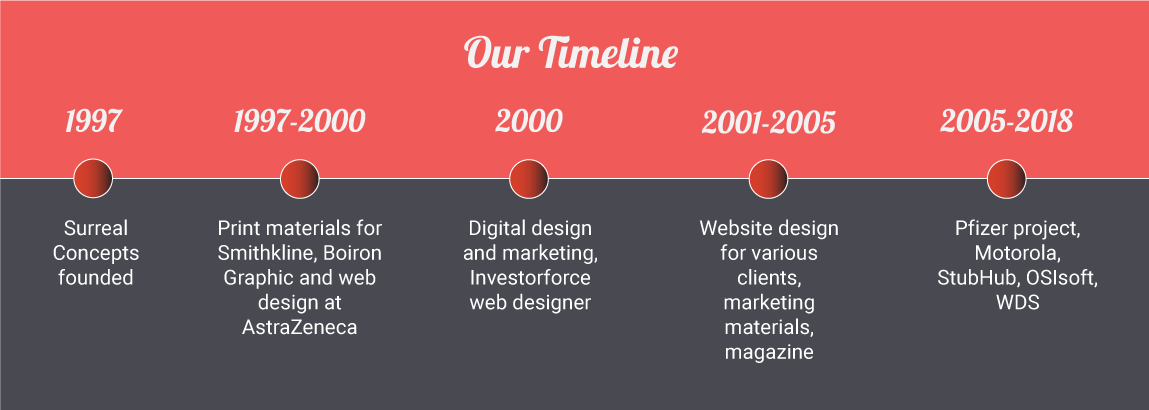 Our Timeline
1997
Surreal
Concepts
founded
1997-2000
Print materials for
Smithkline, Boiron
Graphic and web
design at
AstraZeneca
2000
Digital design
and marketing,
Investorforce
web designer
2001-2005
Website design
for various
clients,
marketing
materials,
magazine
2005-2018
Pfizer project,
Motorola,
StubHub, OSIsoft,
WDS